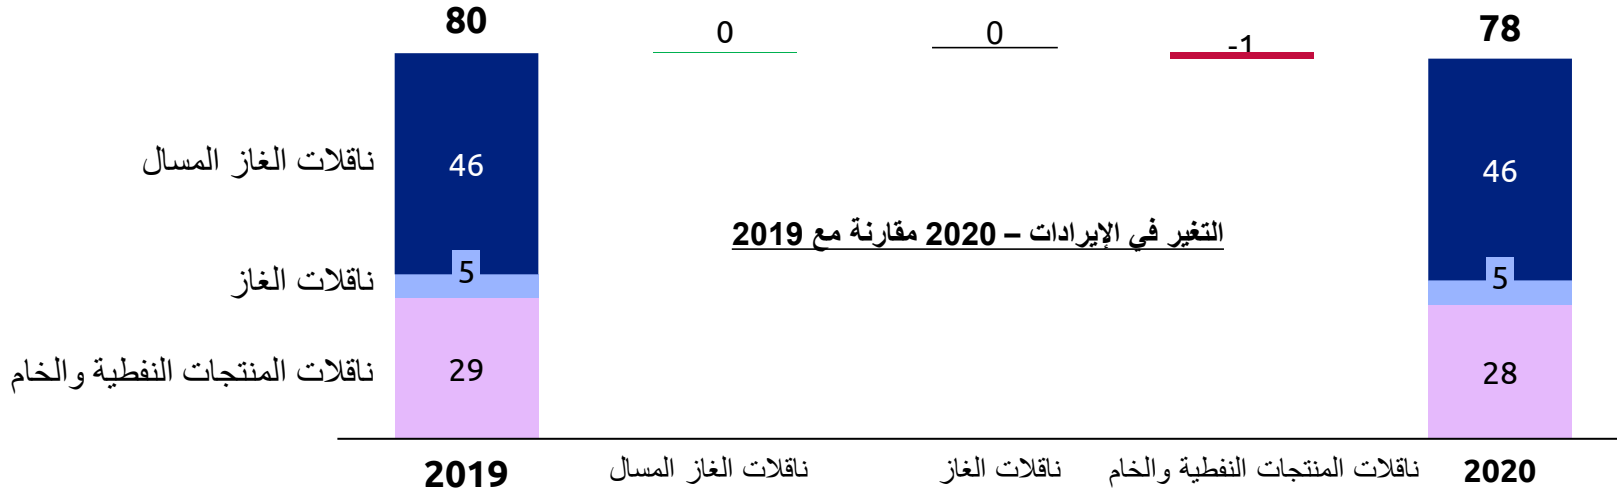 80
0
0
-1
78
ناقلات الغاز المسال
46
46
التغير في الإيرادات – 2020 مقارنة مع 2019
ناقلات الغاز
5
5
ناقلات المنتجات النفطية والخام
29
28
2019
ناقلات الغاز المسال
ناقلات الغاز
ناقلات المنتجات النفطية والخام
2020